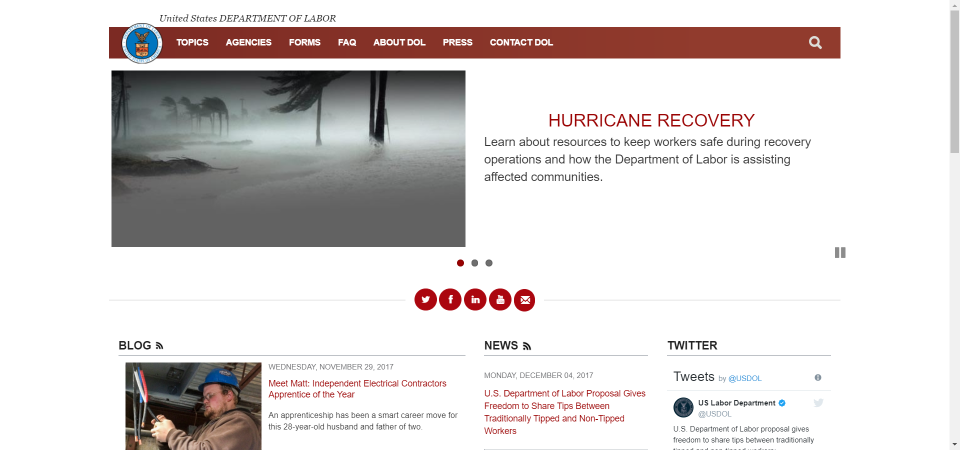 United States DEPARTMENT OF LABOR
TOPICS AGENCIES FORMS FAQ ABOUT DOL PRESS CONTACT DOL
HURRICANE RECOVERY
Learn about resources to keep workers safe during recovery
operations and how the Department of Labor is assisting
affected communities.
BLOG
WEDNESDAY, NOVEMBER 29, 2017
Meet Matt: Independent Electrical Contractors
Apprentice of the Year
An apprenticeship has been a smart career move for
this 28-year-old husband and father of two.
NEWS
MONDAY, DECEMBER 04, 2017
U.S. Department of Labor Proposal Gives
Freedom to Share Tips Between
Traditionally Tipped and Non-Tipped
Workers
TWITTER
Tweets by @USDOL
US Labor Department
@USDOL
U.S. Department of Labor proposal gives
freedom to share tips between traditionally